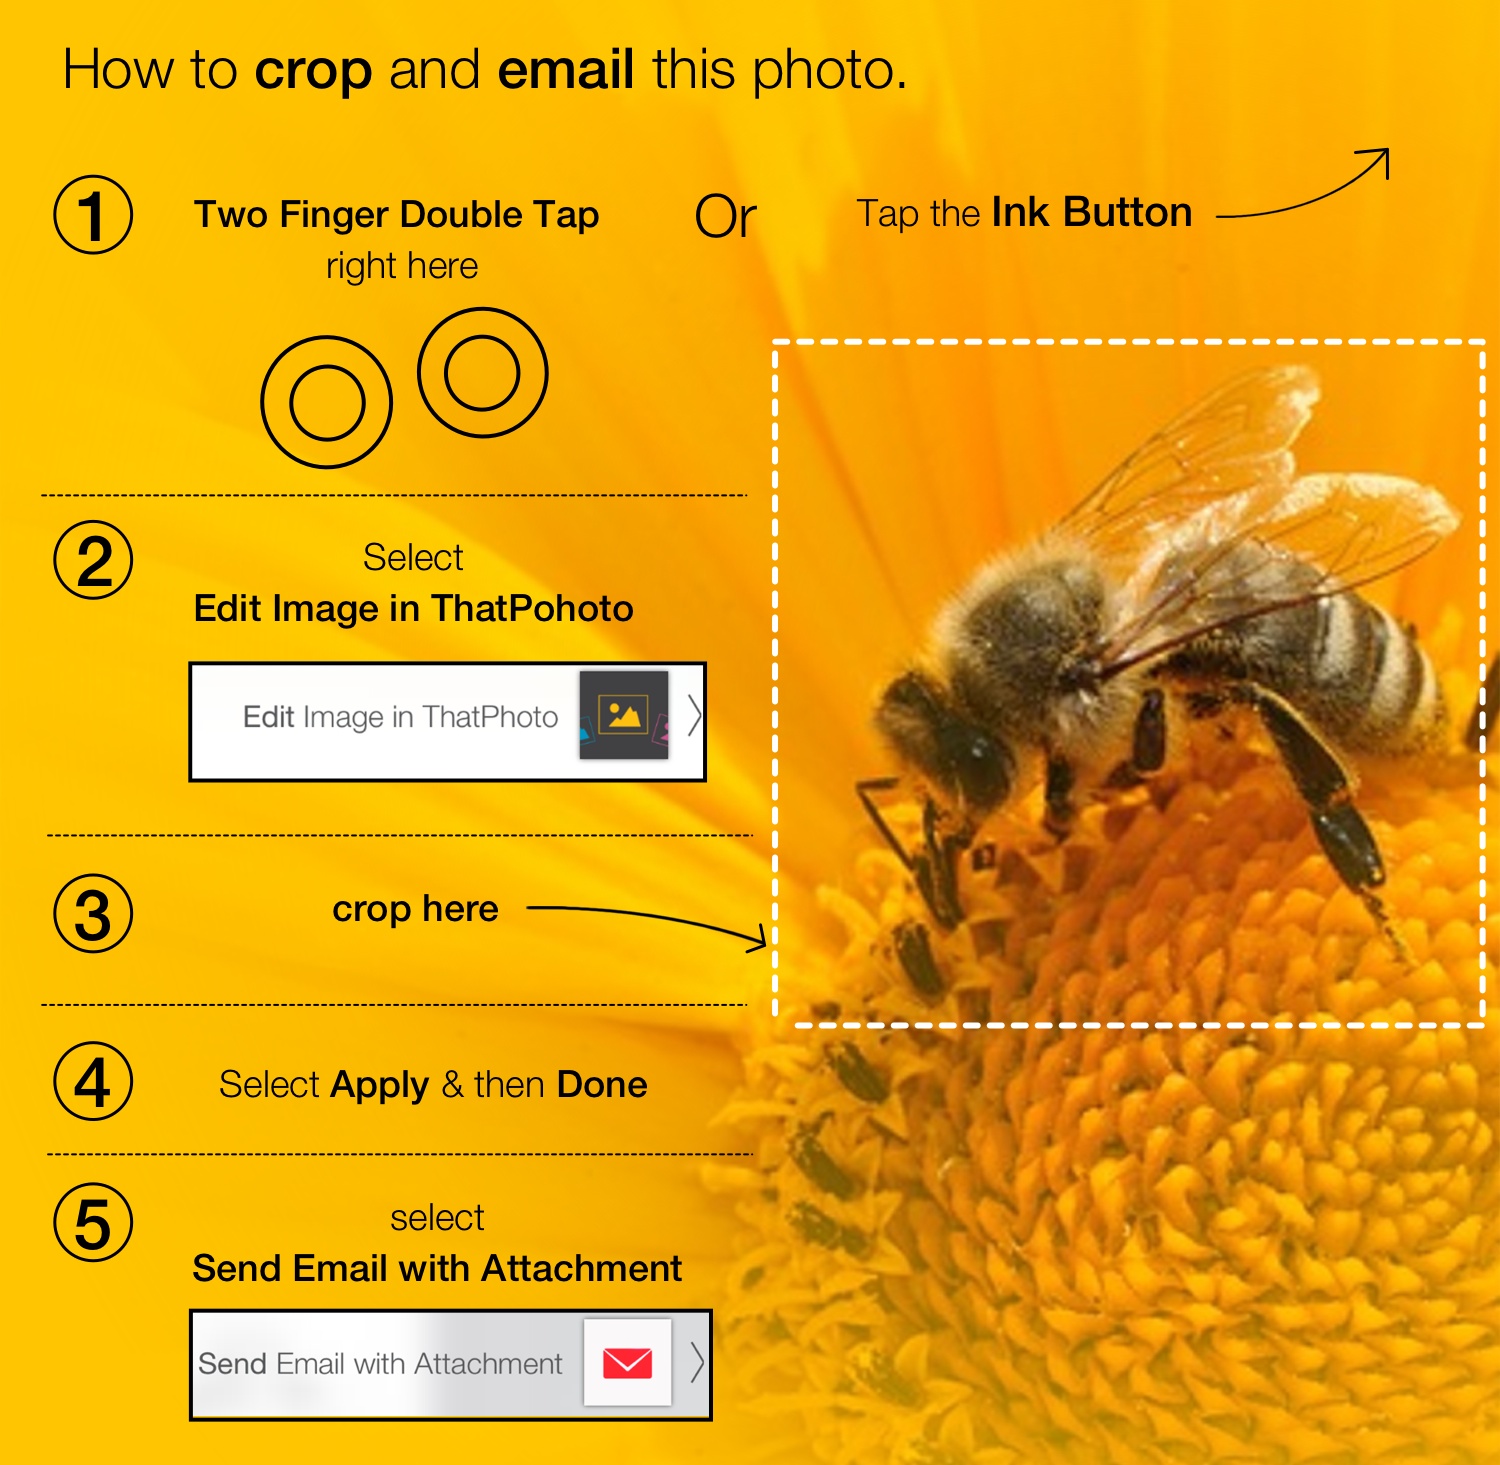 How to crop and email this photo.
1
Two Finger Double Tap
right here
Or
Tap the Ink Button
2
Select
Edit Image in ThatPohoto
Edit Image in ThatPhoto
3
crop here
4
Select Apply & then Done
5
select
Send Email with Attachment
Send Email with Attachment